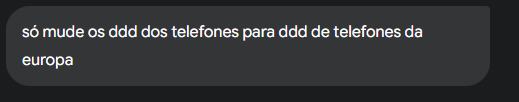 só mude os ddd dos telefones para ddd de telefones da
europa